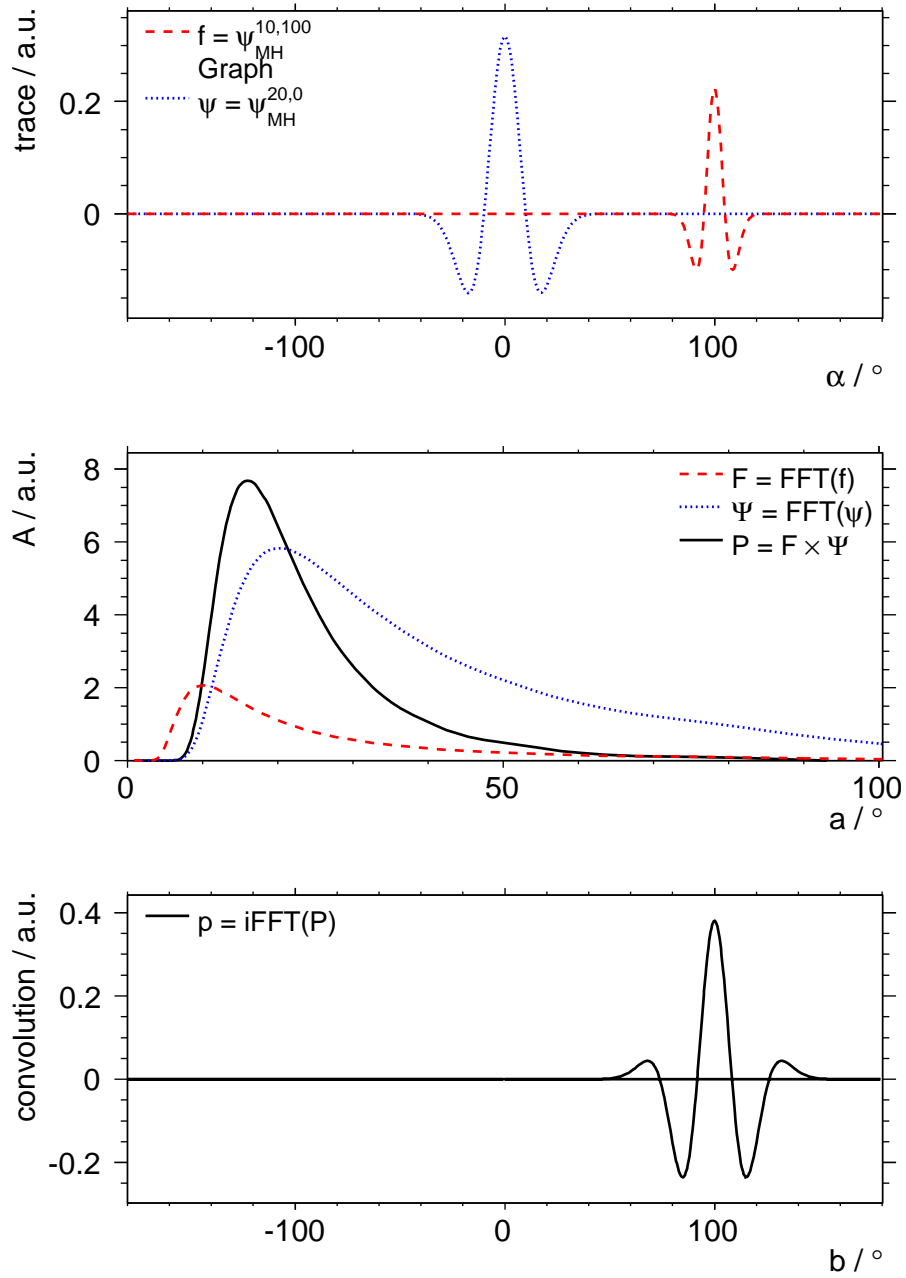 trace / a.u.
f = ψ^{10,100}_{MH}
Graph
ψ = ψ^{20,0}_{MH}
0.2
0
-100 0 100
α / °
A / a.u.
8
6
4
2
0
F = FFT(f)
Ψ = FFT(ψ)
P = F × Ψ
0 50 100
a / °
convolution / a.u.
p = iFFT(P)
0.4
0.2
0
-0.2
-100 0 100
b / °